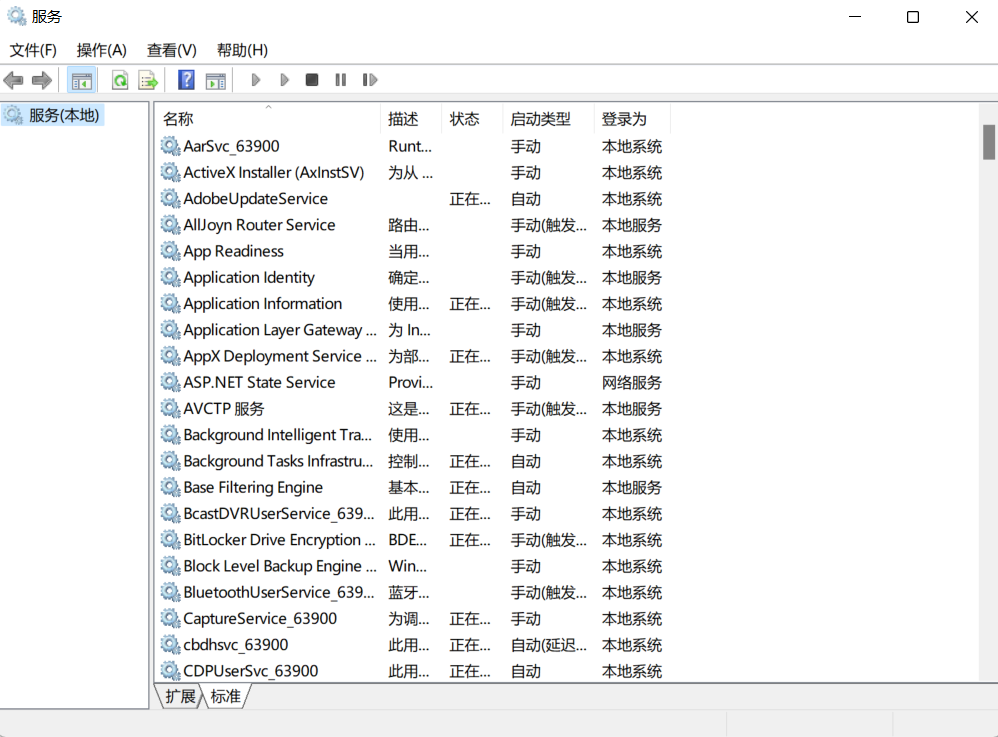 服务
文件(F) 操作(A) 查看(V) 帮助(H)
服务(本地)
名称 描述 状态 启动类型 登录为
AarSvc_63900 Runt... 手动 本地系统
ActiveX Installer (AxInstSV) 为从 ... 手动 本地系统
AdobeUpdateService 正在... 自动 本地系统
AllJoyn Router Service 路由... 手动(触发... 本地服务
App Readiness 当用... 手动 本地系统
Application Identity 确定... 手动(触发... 本地服务
Application Information 使用... 正在... 手动(触发... 本地系统
Application Layer Gateway ... 为 In... 手动 本地服务
AppX Deployment Service ... 为部... 正在... 手动(触发... 本地系统
ASP.NET State Service Provi... 手动 网络服务
AVCTP 服务 这是... 正在... 手动(触发... 本地服务
Background Intelligent Tra... 使用... 手动 本地系统
Background Tasks Infrastru... 控制... 正在... 自动 本地系统
Base Filtering Engine 基本... 正在... 自动 本地服务
BcastDVRUserService_639... 此用... 正在... 手动 本地系统
BitLocker Drive Encryption ... BDE... 正在... 手动(触发... 本地系统
Block Level Backup Engine ... Win... 手动 本地系统
BluetoothUserService_639... 蓝牙... 手动(触发... 本地系统
CaptureService_63900 为调... 正在... 手动 本地系统
cbdhsvc_63900 此用... 正在... 自动(延迟... 本地系统
CDPUserSvc_63900 此用... 正在... 自动 本地系统
扩展 标准